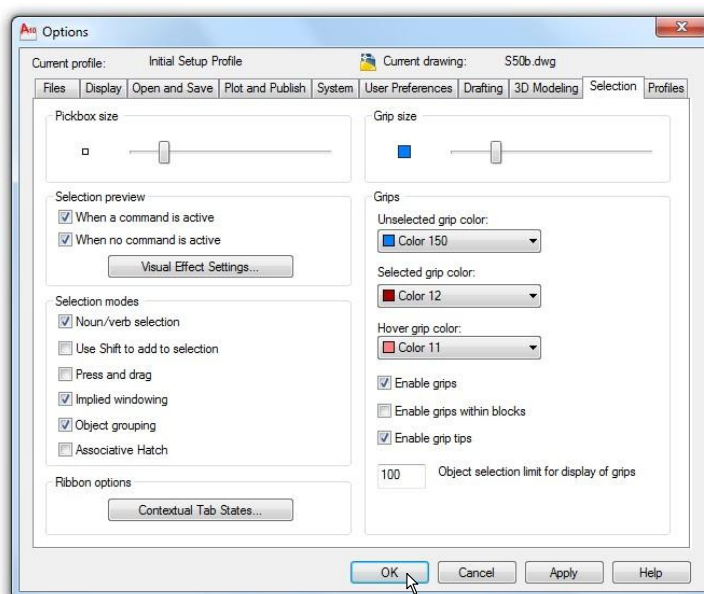 A10 Options
Current profile: Initial Setup Profile Current drawing: S50b.dwg
Files Display Open and Save Plot and Publish System User Preferences Drafting 3D Modeling Selection Profiles
Pickbox size
Grip size
Selection preview
When a command is active
When no command is active
Visual Effect Settings...
Selection modes
Noun/verb selection
Use Shift to add to selection
Press and drag
Implied windowing
Object grouping
Associative Hatch
Ribbon options
Contextual Tab States...
Grips
Unselected grip color:
Color 150
Selected grip color:
Color 12
Hover grip color:
Color 11
Enable grips
Enable grips within blocks
Enable grip tips
100 Object selection limit for display of grips
OK Cancel Apply Help